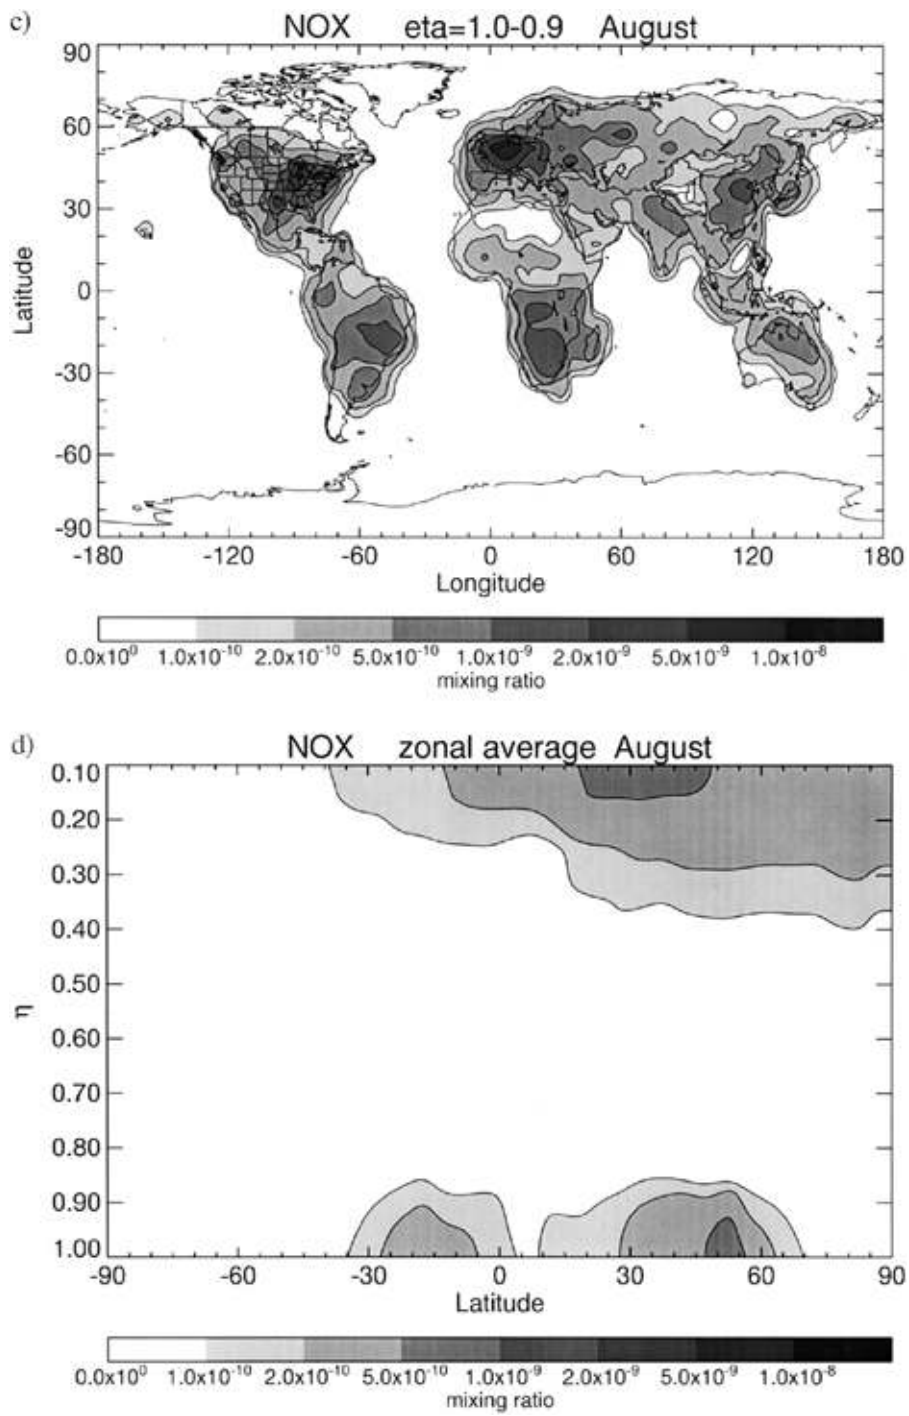 c)
NOX eta=1.0-0.9 August
90
60
30
0
-30
-60
-90
Latitude
-180 -120 -60 0 60 120 180
Longitude
0.0x10⁰ 1.0x10⁻¹⁰ 2.0x10⁻¹⁰ 5.0x10⁻¹⁰ 1.0x10⁻⁹ 2.0x10⁻⁹ 5.0x10⁻⁹ 1.0x10⁻⁸
mixing ratio
d)
NOX zonal average August
0.10
0.20
0.30
0.40
0.50
0.60
0.70
0.80
0.90
1.00
η
-90 -60 -30 0 30 60 90
Latitude
0.0x10⁰ 1.0x10⁻¹⁰ 2.0x10⁻¹⁰ 5.0x10⁻¹⁰ 1.0x10⁻⁹ 2.0x10⁻⁹ 5.0x10⁻⁹ 1.0x10⁻⁸
mixing ratio